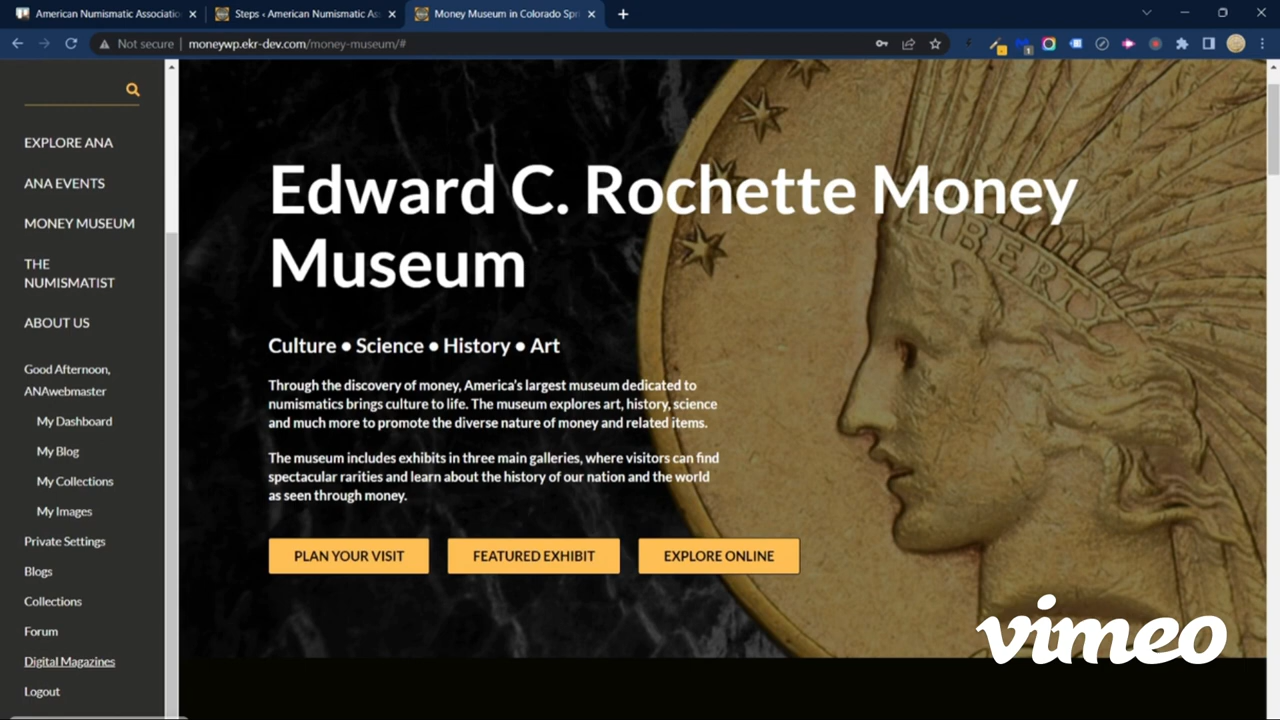 American Numismatic Associatio
Steps ‹ American Numismatic As
Money Museum in Colorado Spri
Not secure
moneywp.ekr-dev.com/money-museum/#
1
EXPLORE ANA
ANA EVENTS
MONEY MUSEUM
THE
NUMISMATIST
ABOUT US
Good Afternoon,
ANAwebmaster
My Dashboard
My Blog
My Collections
My Images
Private Settings
Blogs
Collections
Forum
Digital Magazines
Logout
LIBERTY
Edward C. Rochette Money
Museum
Culture ● Science ● History ● Art
Through the discovery of money, America's largest museum dedicated to
numismatics brings culture to life. The museum explores art, history, science
and much more to promote the diverse nature of money and related items.
The museum includes exhibits in three main galleries, where visitors can find
spectacular rarities and learn about the history of our nation and the world
as seen through money.
PLAN YOUR VISIT
FEATURED EXHIBIT
EXPLORE ONLINE
vimeo